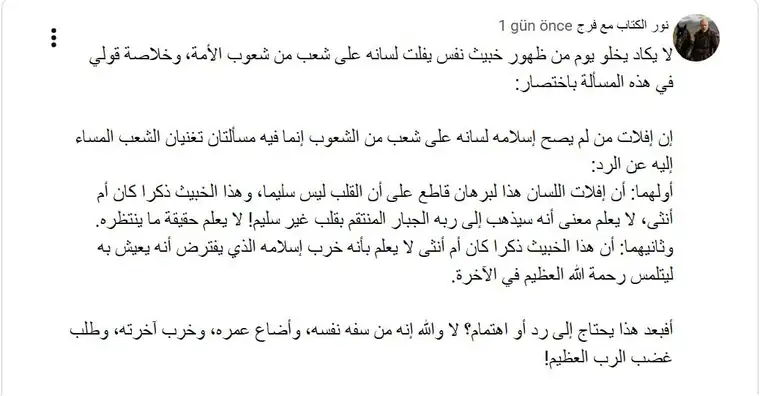 نور الكتاب مع فرج 1 gün önce
لا يكاد يخلو يوم من ظهور خبيث نفس يفلت لسانه على شعب من شعوب الأمة، وخلاصة قولي
في هذه المسألة باختصار:
إن إفلات من لم يصح إسلامه لسانه على شعب من الشعوب إنما فيه مسألتان تغنيان الشعب المساء
إليه عن الرد:
أولهما: أن إفلات اللسان هذا لبرهان قاطع على أن القلب ليس سليما، وهذا الخبيث ذكرا كان أم
أنثى، لا يعلم معنى أنه سيذهب إلى ربه الجبار المنتقم بقلب غير سليم! لا يعلم حقيقة ما ينتظره.
وثانيهما: أن هذا الخبيث ذكرا كان أم أنثى لا يعلم بأنه خرب إسلامه الذي يفترض أنه يعيش به
ليتلمس رحمة الله العظيم في الآخرة.
أفبعد هذا يحتاج إلى رد أو اهتمام؟ لا والله إنه من سفه نفسه، وأضاع عمره، وخرب آخرته، وطلب
غضب الرب العظيم!